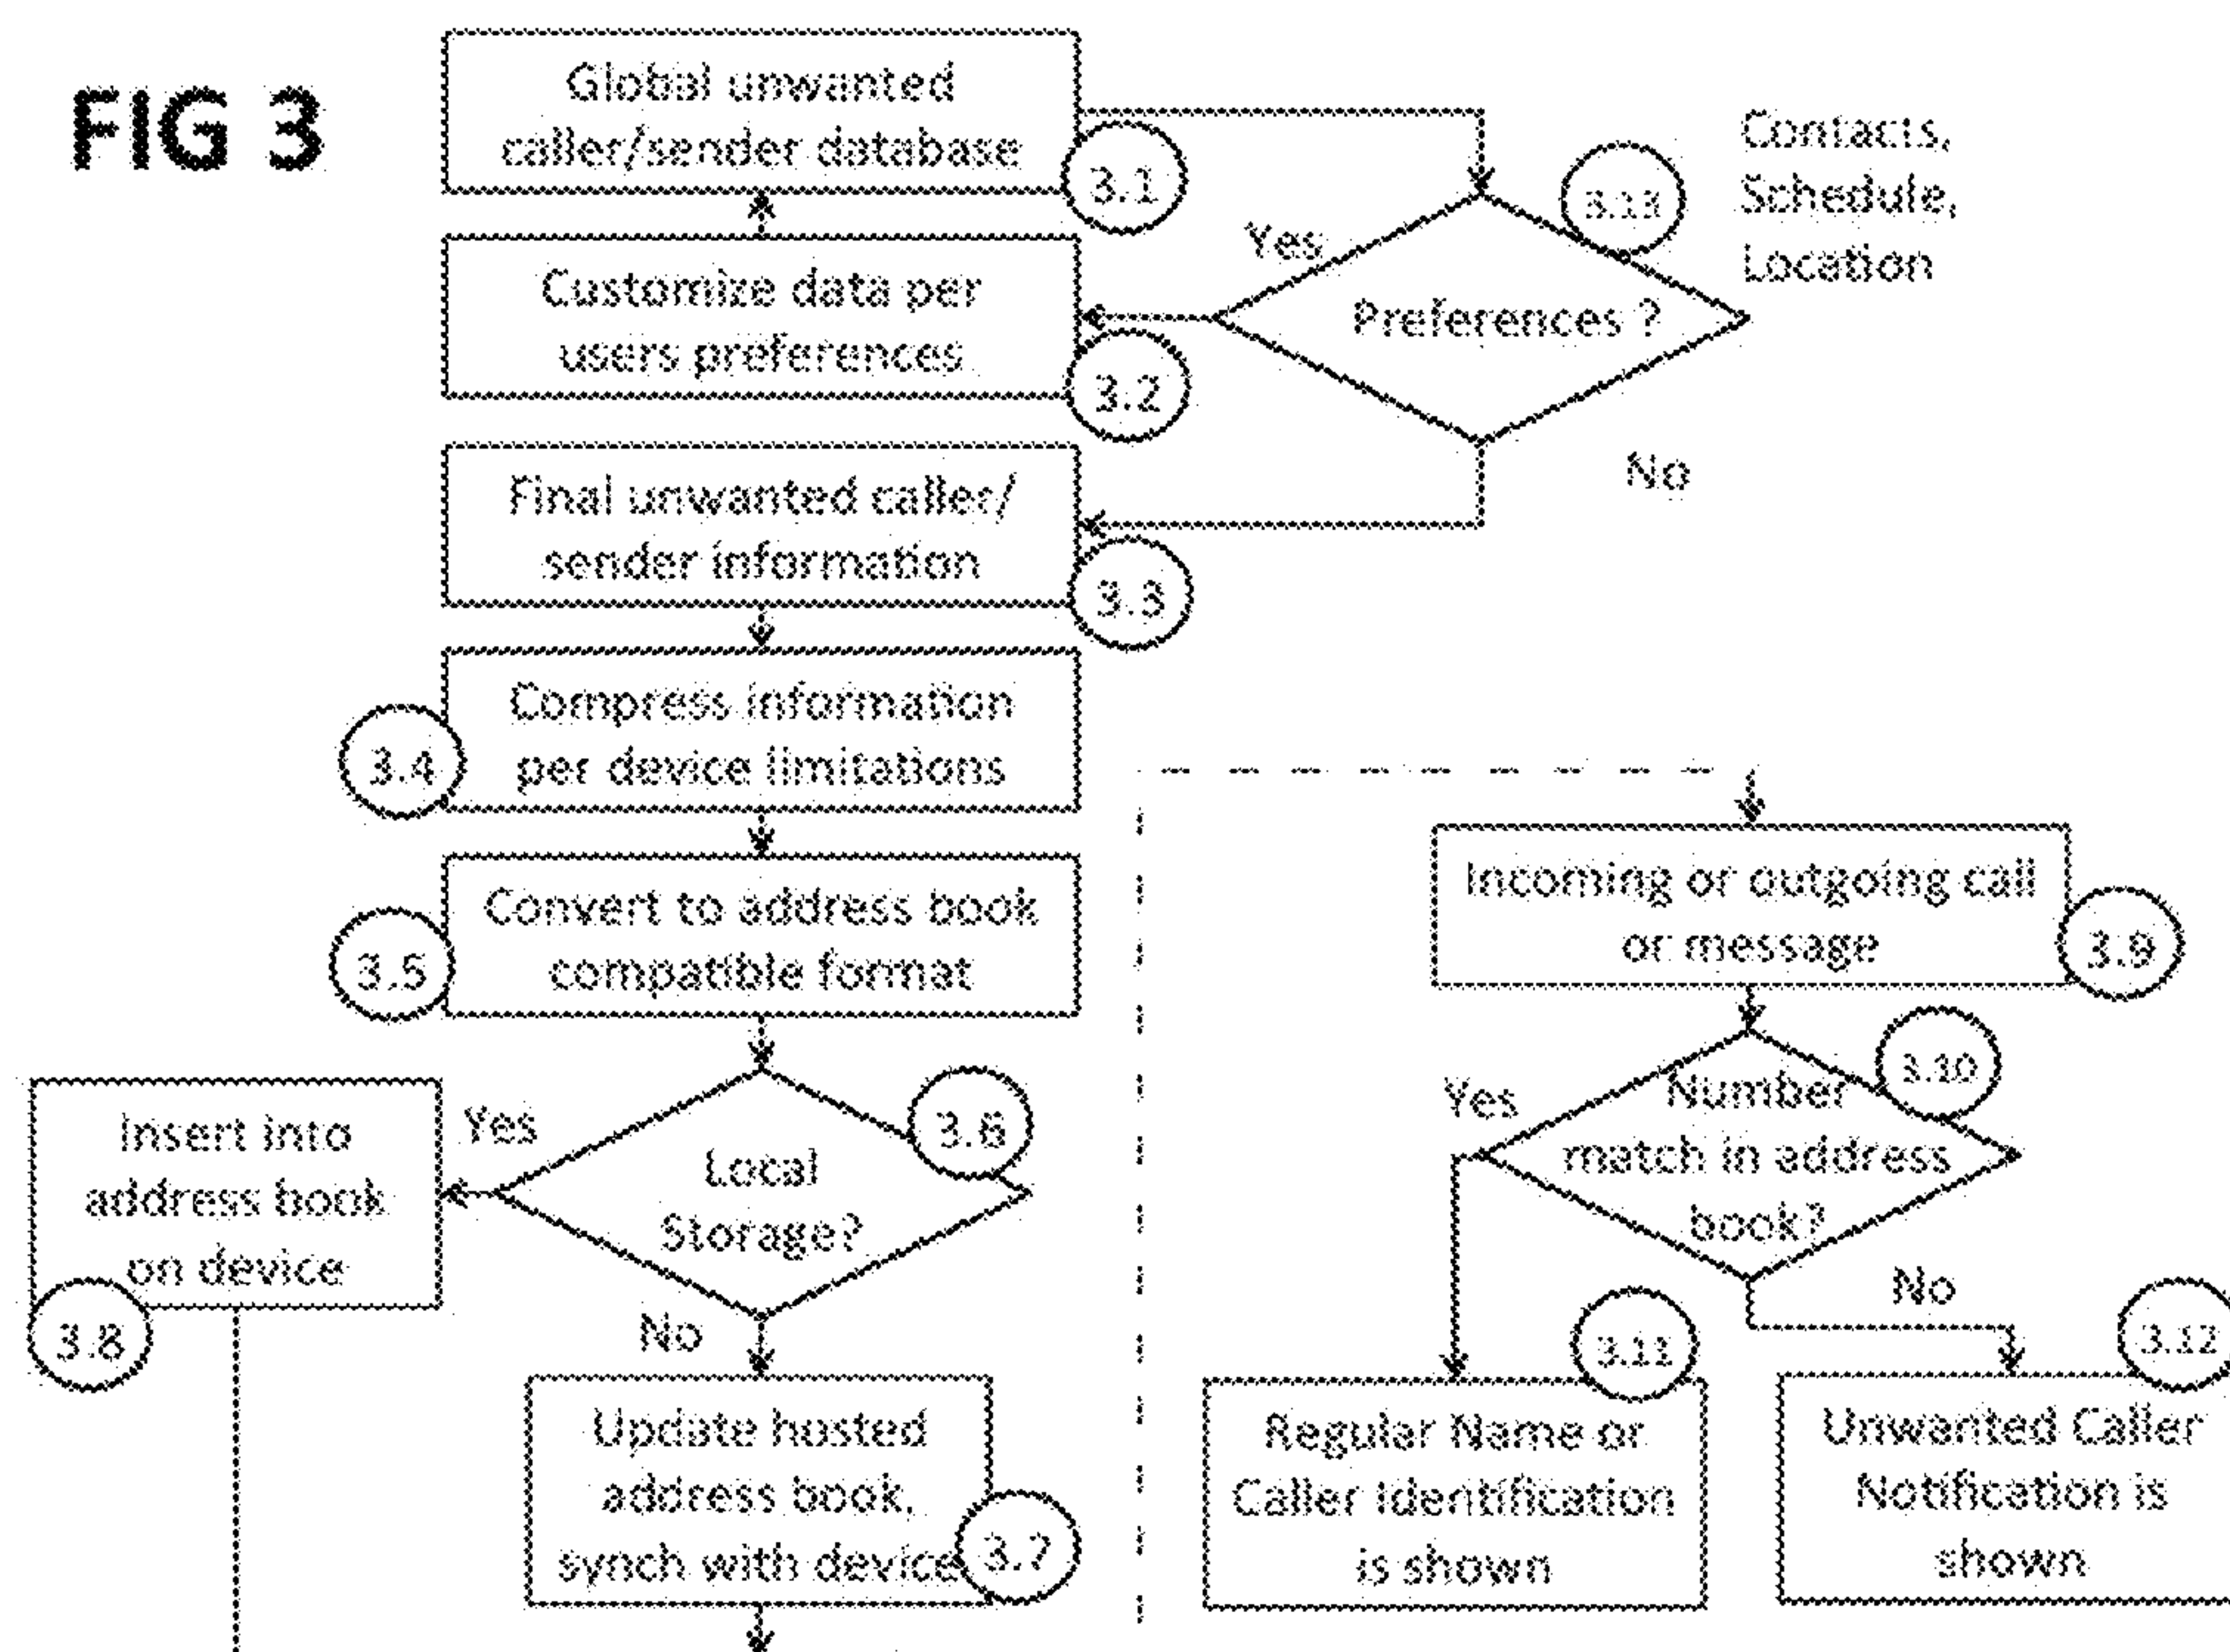 FIG 3
Global unwanted
caller/sender database
3.1
Contacts,
Schedule,
Location
3.13
Yes
Preferences ?
No
Customize data per
users preferences
3.2
Final unwanted caller/
sender information
3.3
Compress information
per device limitations
3.4
Convert to address book
compatible format
3.5
Local
Storage?
3.6
Yes
No
Insert into
address book
on device
3.8
Update hosted
address book,
synch with device
3.7
Incoming or outgoing call
or message
3.9
Number
match in address
book?
3.10
Yes
No
Regular Name or
Caller Identification
is shown
3.11
Unwanted Caller
Notification is
shown
3.12